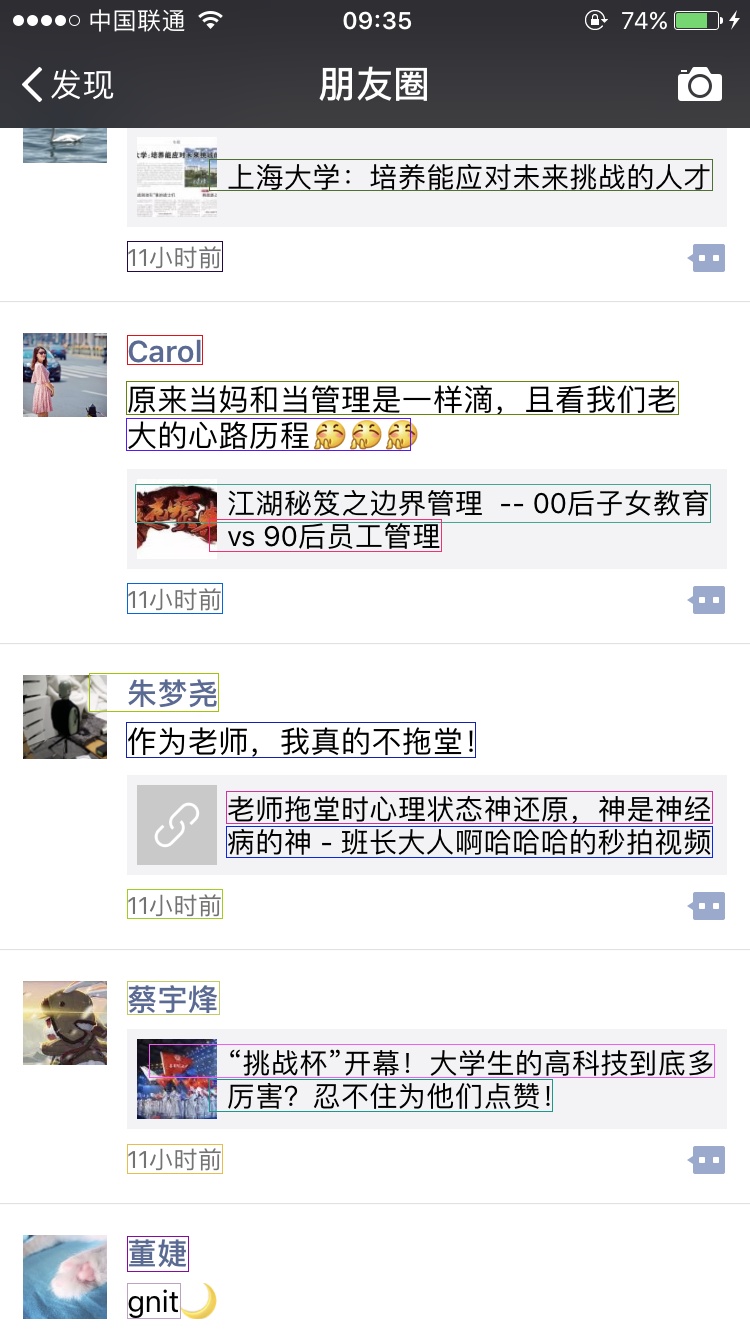 中国联通 09:35 74%
发现 朋友圈
上海大学：培养能应对未来挑战的人才
11小时前
Carol
原来当妈和当管理是一样滴，且看我们老
大的心路历程
江湖秘笈之边界管理 -- 00后子女教育
vs 90后员工管理
11小时前
朱梦尧
作为老师，我真的不拖堂！
老师拖堂时心理状态神还原，神是神经
病的神 - 班长大人啊哈哈哈的秒拍视频
11小时前
蔡宇烽
“挑战杯”开幕！大学生的高科技到底多
厉害？忍不住为他们点赞！
11小时前
董婕
gnit